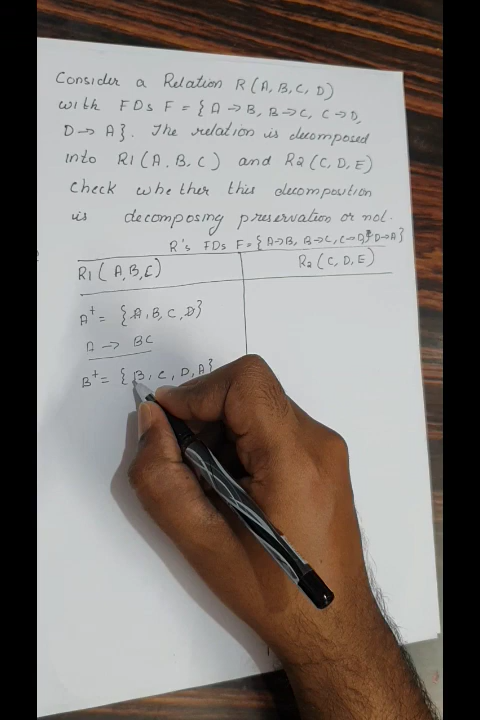 Consider a Relation R(A,B,C,D)
with FDs F = {A→B, B→C, C→D,
D→A}. The relation is decomposed
into R1(A,B,C) and R2(C,D,E)
check whether this decomposition
is decomposing preservation or not.
R's FDs F={A→B, B→C, C→D, D→A}
R1(A,B,C)
R2(C,D,E)
A+ = {A,B,C,D}
A → BC
B+ = {B,C,D,A}